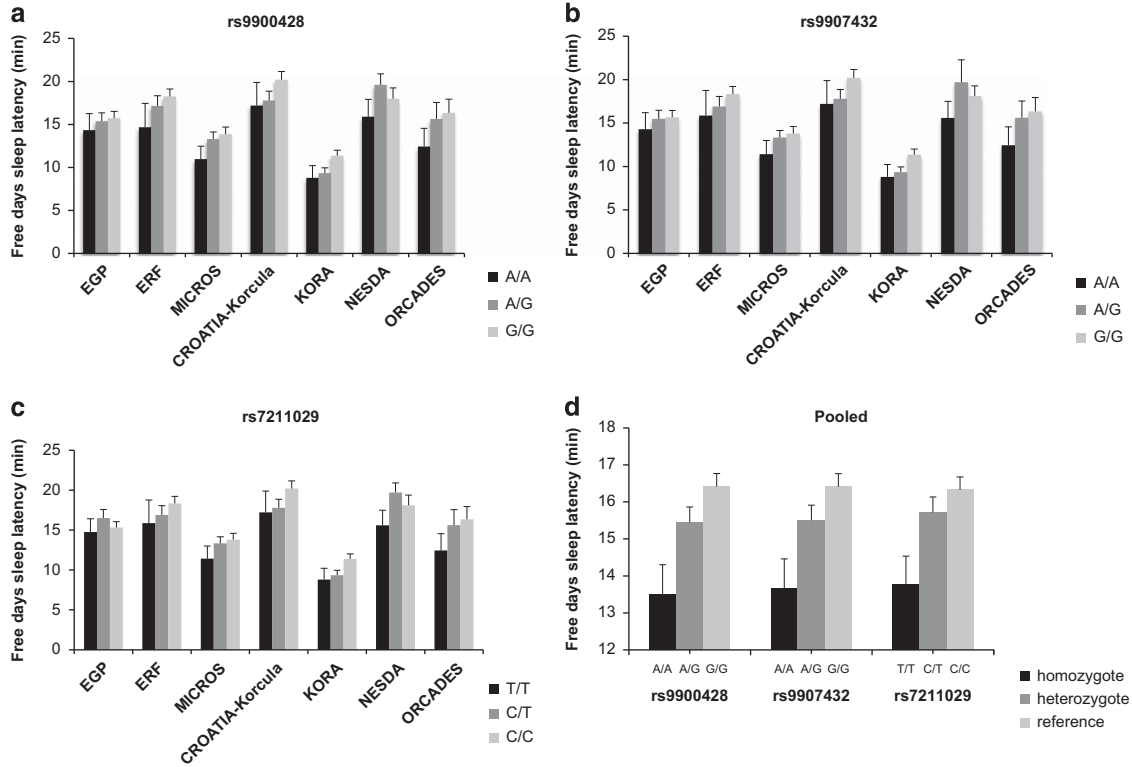 a
rs9900428
Free days sleep latency (min)
25
20
15
10
5
0
EGP
ERF
MICROS
CROATIA-Korcula
KORA
NESDA
ORCADES
A/A
A/G
G/G
b
rs9907432
Free days sleep latency (min)
25
20
15
10
5
0
EGP
ERF
MICROS
CROATIA-Korcula
KORA
NESDA
ORCADES
A/A
A/G
G/G
c
rs7211029
Free days sleep latency (min)
25
20
15
10
5
0
EGP
ERF
MICROS
CROATIA-Korcula
KORA
NESDA
ORCADES
T/T
C/T
C/C
d
Pooled
Free days sleep latency (min)
18
17
16
15
14
13
12
A/A A/G G/G
rs9900428
A/A A/G G/G
rs9907432
T/T C/T C/C
rs7211029
homozygote
heterozygote
reference